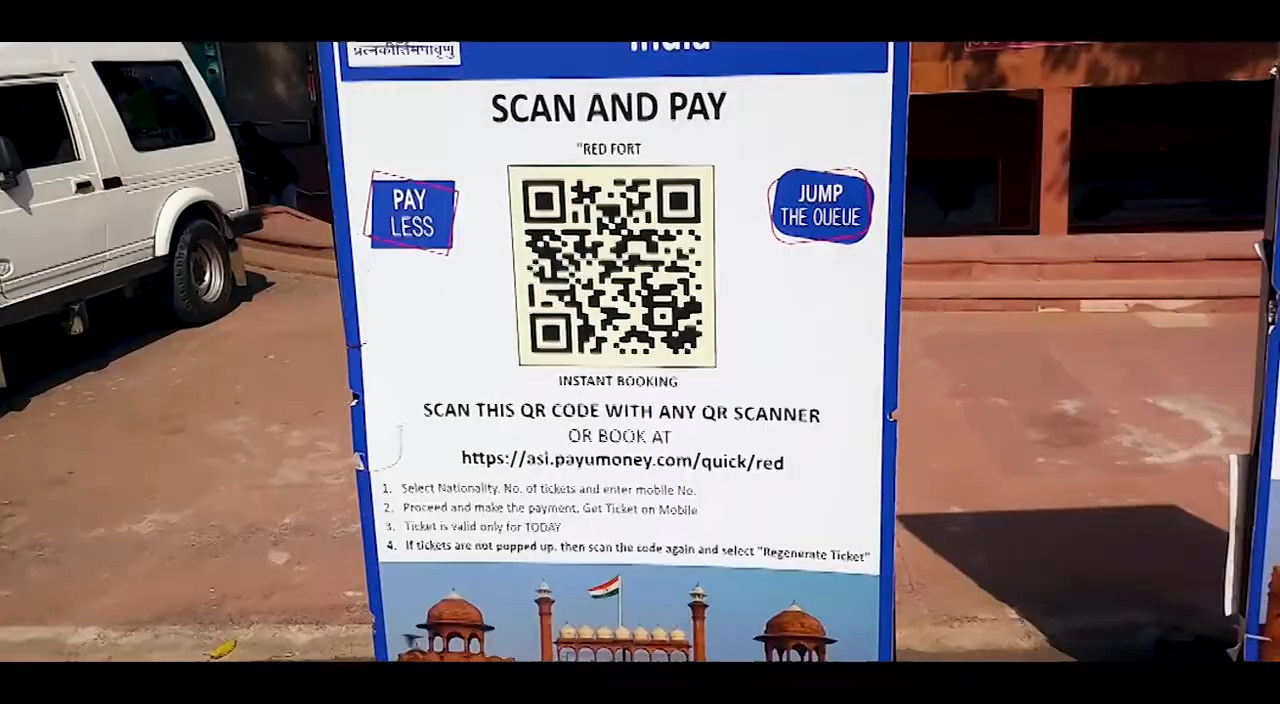 प्रत्नकीर्तिमपावृणु
India
SCAN AND PAY
"RED FORT
PAY
LESS
JUMP
THE QUEUE
INSTANT BOOKING
SCAN THIS QR CODE WITH ANY QR SCANNER
OR BOOK AT
https://asi.payumoney.com/quick/red
1. Select Nationality. No. of tickets and enter mobile No.
2. Proceed and make the payment. Get Ticket on Mobile
3. Ticket is valid only for TODAY
4. If tickets are not popped up, then scan the code again and select "Regenerate Ticket"